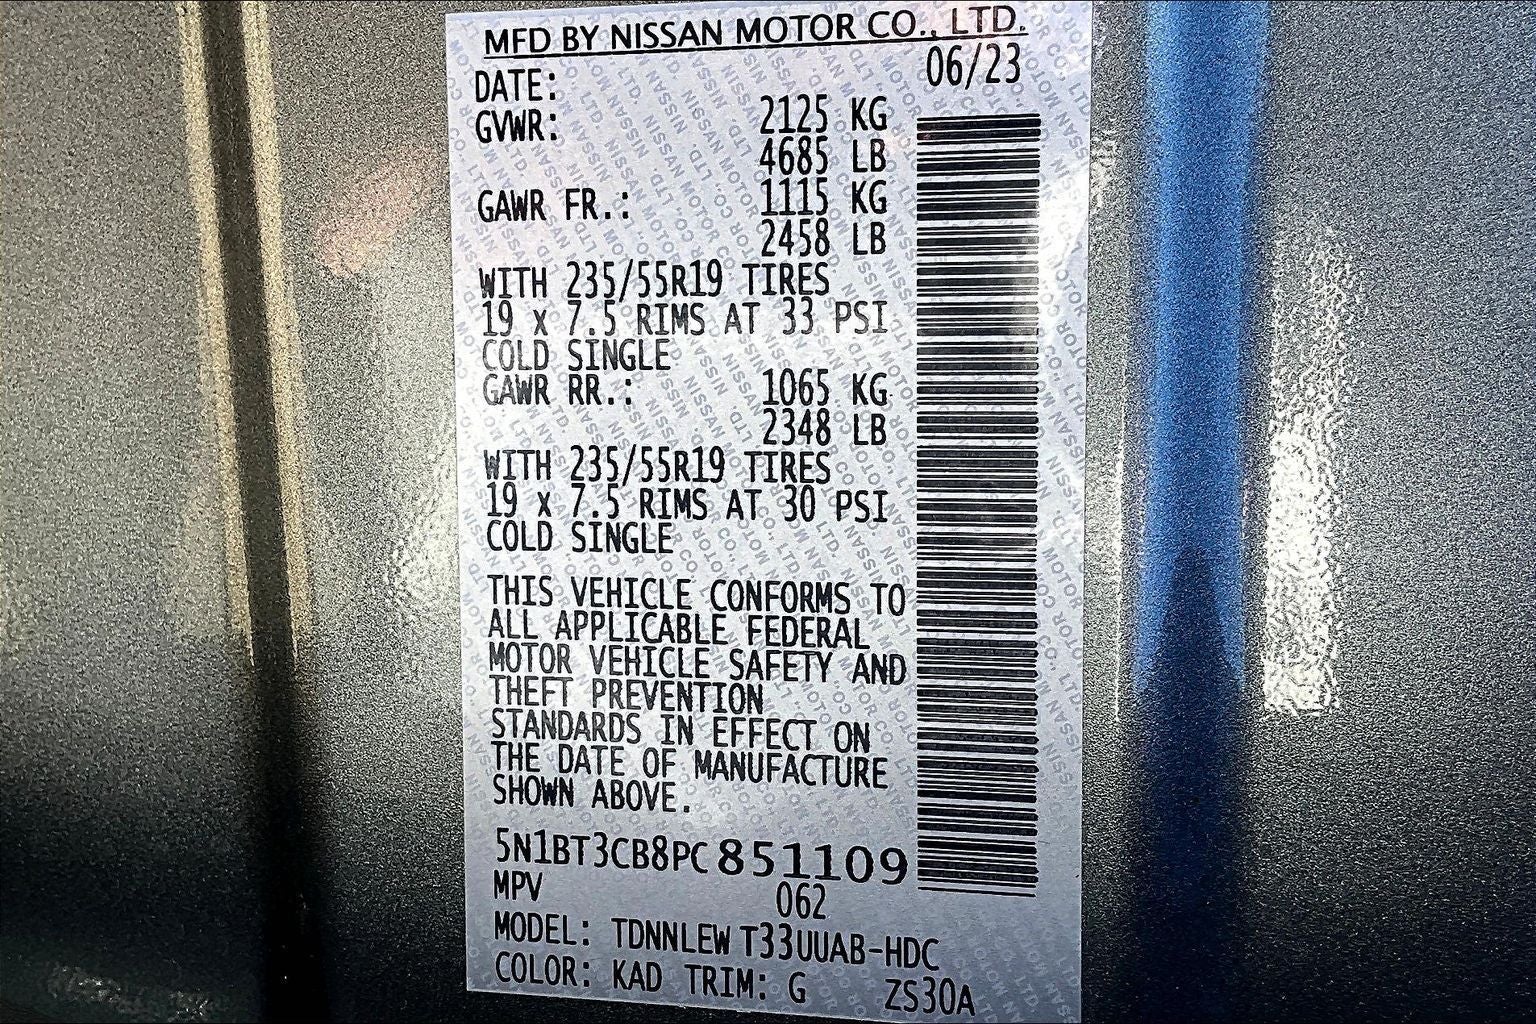 MFD BY NISSAN MOTOR CO., LTD.
DATE: 06/23
GVWR: 2125 KG
4685 LB
GAWR FR.: 1115 KG
2458 LB
WITH 235/55R19 TIRES
19 x 7.5 RIMS AT 33 PSI
COLD SINGLE
GAWR RR.: 1065 KG
2348 LB
WITH 235/55R19 TIRES
19 x 7.5 RIMS AT 30 PSI
COLD SINGLE
THIS VEHICLE CONFORMS TO
ALL APPLICABLE FEDERAL
MOTOR VEHICLE SAFETY AND
THEFT PREVENTION
STANDARDS IN EFFECT ON
THE DATE OF MANUFACTURE
SHOWN ABOVE.
5N1BT3CB8PC851109
MPV 062
MODEL: TDNNLEW T33UUAB-HDC
COLOR: KAD TRIM: G ZS30A